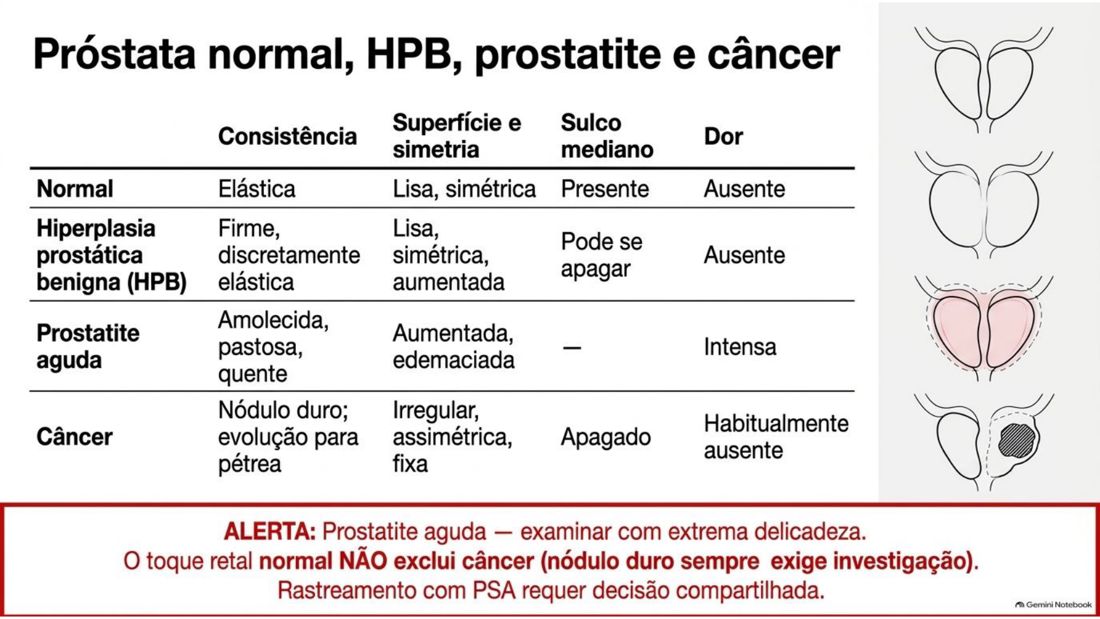 Próstata normal, HPB, prostatite e câncer
Consistência
Superfície e
simetria
Sulco
mediano
Dor
Normal
Elástica
Lisa, simétrica
Presente
Ausente
Hiperplasia
prostática
benigna (HPB)
Firme,
discretamente
elástica
Lisa,
simétrica,
aumentada
Pode se
apagar
Ausente
Prostatite
aguda
Amolecida,
pastosa,
quente
Aumentada,
edemaciada
—
Intensa
Câncer
Nódulo duro;
evolução para
pétrea
Irregular,
assimétrica,
fixa
Apagado
Habitualmente
ausente
ALERTA: Prostatite aguda — examinar com extrema delicadeza.
O toque retal normal NÃO exclui câncer (nódulo duro sempre exige investigação).
Rastreamento com PSA requer decisão compartilhada.
Gemini Notebook